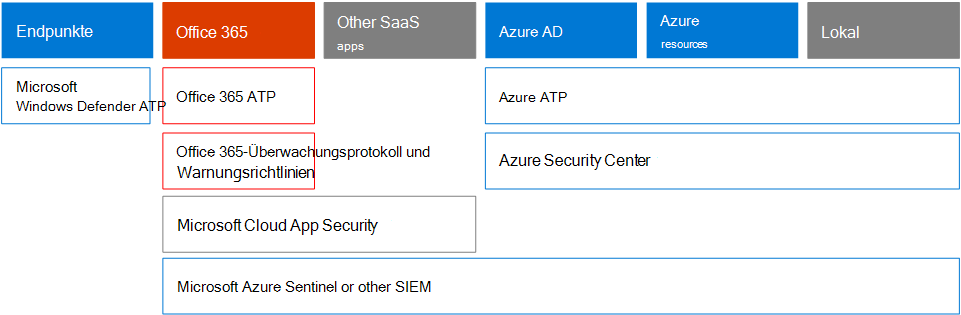 Endpunkte
Office 365
Other SaaS
apps
Azure AD
Azure
resources
Lokal
Microsoft
Windows Defender ATP
Office 365 ATP
Azure ATP
Office 365-Überwachungsprotokoll und
Warnungsrichtlinien
Azure Security Center
Microsoft Cloud App Security
Microsoft Azure Sentinel or other SIEM